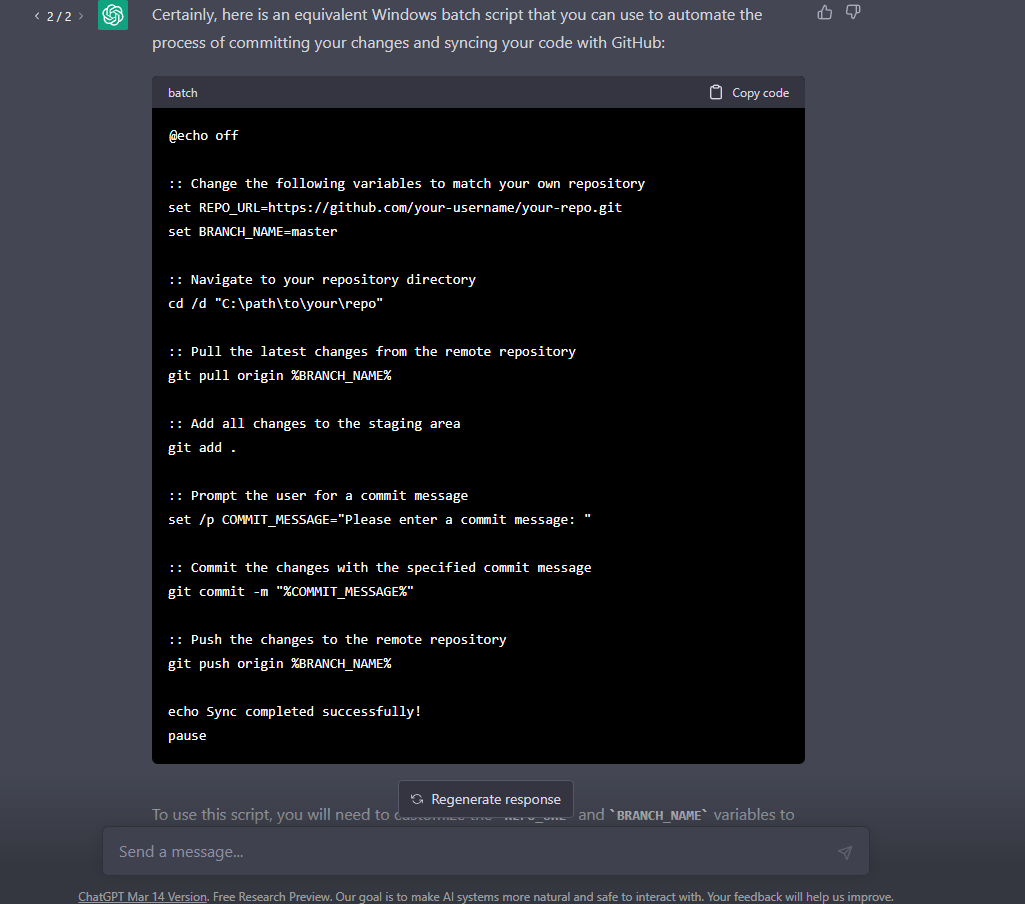 < 2 / 2 >
Certainly, here is an equivalent Windows batch script that you can use to automate the
process of committing your changes and syncing your code with GitHub:
batch
Copy code
@echo off
:: Change the following variables to match your own repository
set REPO_URL=https://github.com/your-username/your-repo.git
set BRANCH_NAME=master
:: Navigate to your repository directory
cd /d "C:\path\to\your\repo"
:: Pull the latest changes from the remote repository
git pull origin %BRANCH_NAME%
:: Add all changes to the staging area
git add .
:: Prompt the user for a commit message
set /p COMMIT_MESSAGE="Please enter a commit message: "
:: Commit the changes with the specified commit message
git commit -m "%COMMIT_MESSAGE%"
:: Push the changes to the remote repository
git push origin %BRANCH_NAME%
echo Sync completed successfully!
pause
To use this script, you will need to customize the `REPO_URL` and `BRANCH_NAME` variables to
Regenerate response
Send a message...
ChatGPT Mar 14 Version. Free Research Preview. Our goal is to make AI systems more natural and safe to interact with. Your feedback will help us improve.